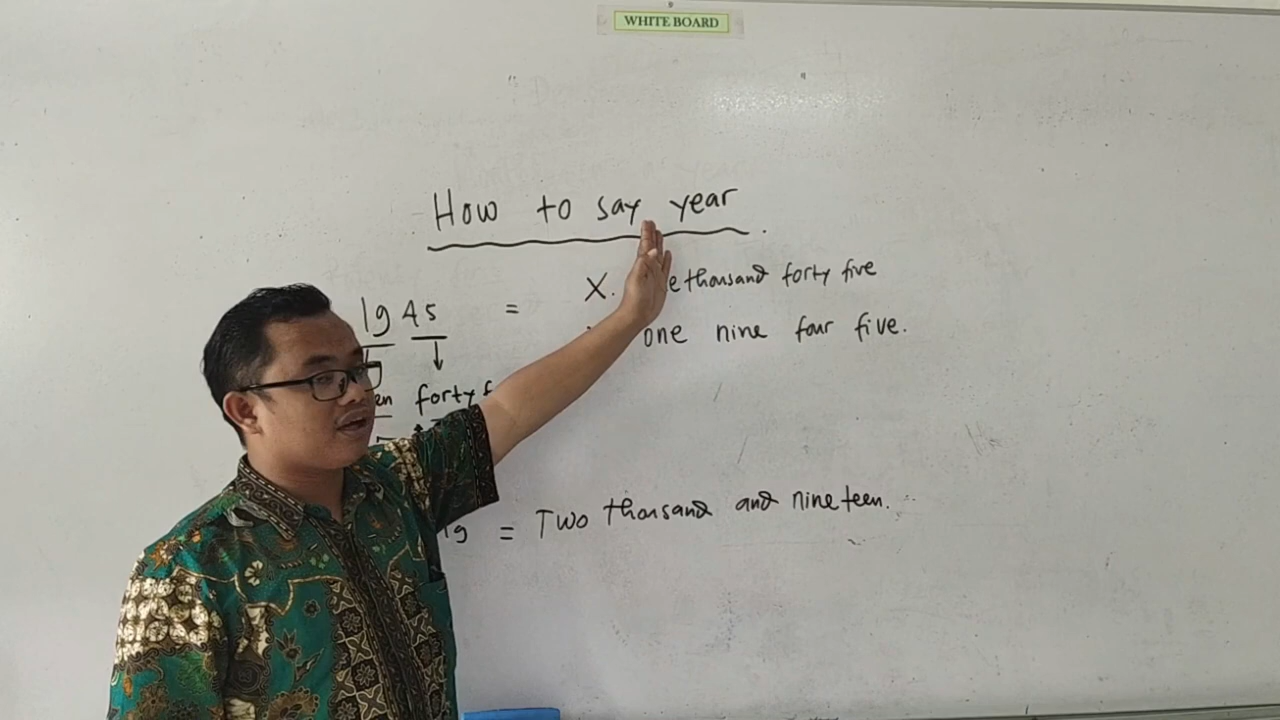 WHITE BOARD
How to say year.
1945 = X. thousand forty five
one nine four five.
forty
19 = Two thousand and nineteen.